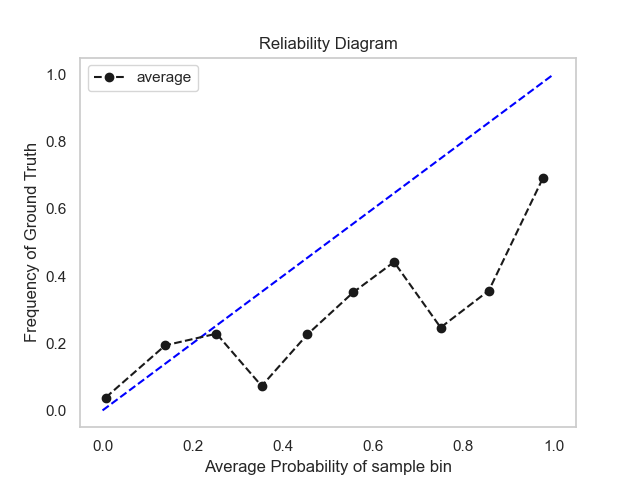 Reliability Diagram
average
1.0
0.8
0.6
0.4
0.2
0.0
Frequency of Ground Truth
0.0 0.2 0.4 0.6 0.8 1.0
Average Probability of sample bin